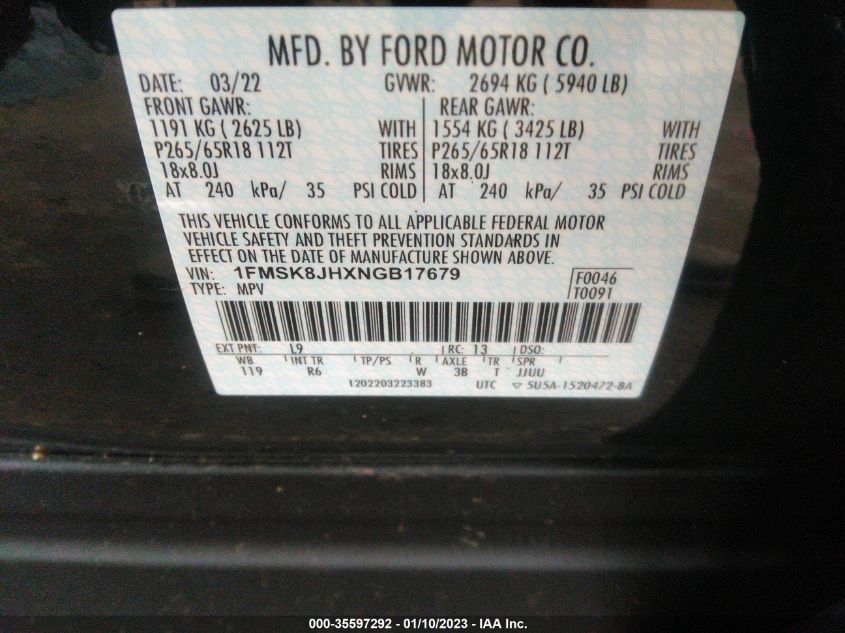 MFD. BY FORD MOTOR CO.
DATE: 03/22 GVWR: 2694 KG ( 5940 LB)
FRONT GAWR: REAR GAWR:
1191 KG ( 2625 LB) WITH 1554 KG ( 3425 LB) WITH
P265/65R18 112T TIRES P265/65R18 112T TIRES
18x8.0J RIMS 18x8.0J RIMS
AT 240 kPa/ 35 PSI COLD AT 240 kPa/ 35 PSI COLD
THIS VEHICLE CONFORMS TO ALL APPLICABLE FEDERAL MOTOR
VEHICLE SAFETY AND THEFT PREVENTION STANDARDS IN
EFFECT ON THE DATE OF MANUFACTURE SHOWN ABOVE.
VIN: 1FMSK8JHXNGB17679 F0046
TYPE: MPV T0091
EXT PNT: L9 RC: 13 DSO:
WB INT TR TP/PS R AXLE TR SPR
119 R6 W 3B T JJUU
1202203223383 UTC ▽ 5U5A-1520472-8A
000-35597292 - 01/10/2023 - IAA Inc.